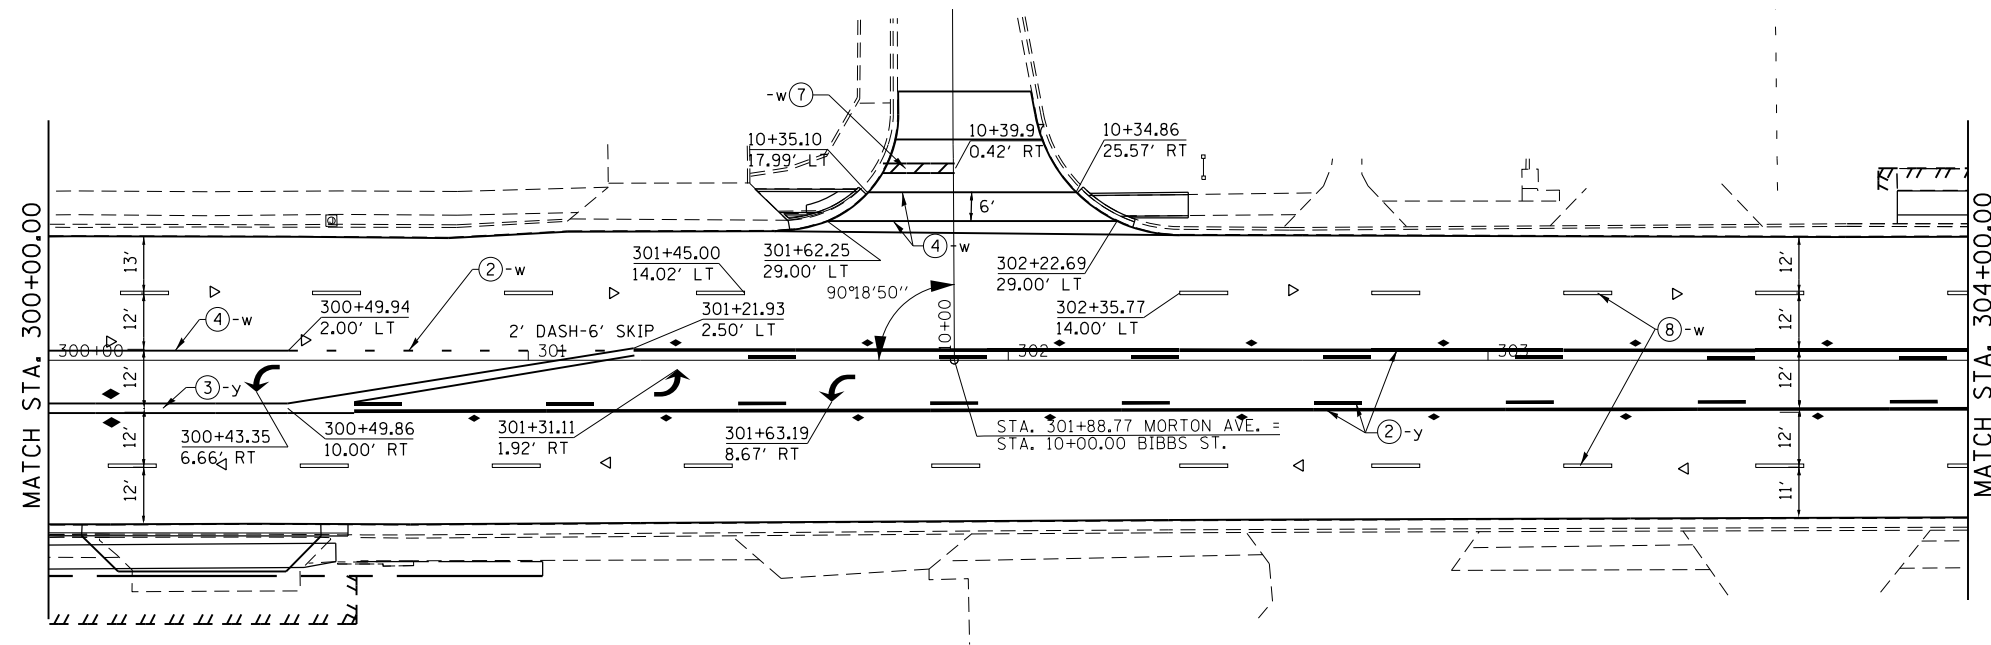 -w 7
10+35.10
17.99' LT
10+39.97
0.42' RT
10+34.86
25.57' RT
6'
4 -w
MATCH STA. 300+00.00
MATCH STA. 304+00.00
13'
12'
12'
12'
12'
2 -w
4 -w
300+49.94
2.00' LT
301+45.00
14.02' LT
301+62.25
29.00' LT
302+22.69
29.00' LT
90°18'50''
301+21.93
2.50' LT
302+35.77
14.00' LT
2' DASH-6' SKIP
10+00
8 -w
12'
12'
12'
12'
11'
300+00
301
302
303
3 -y
300+43.35
6.66' RT
300+49.86
10.00' RT
301+31.11
1.92' RT
301+63.19
8.67' RT
STA. 301+88.77 MORTON AVE. =
STA. 10+00.00 BIBBS ST.
2 -y